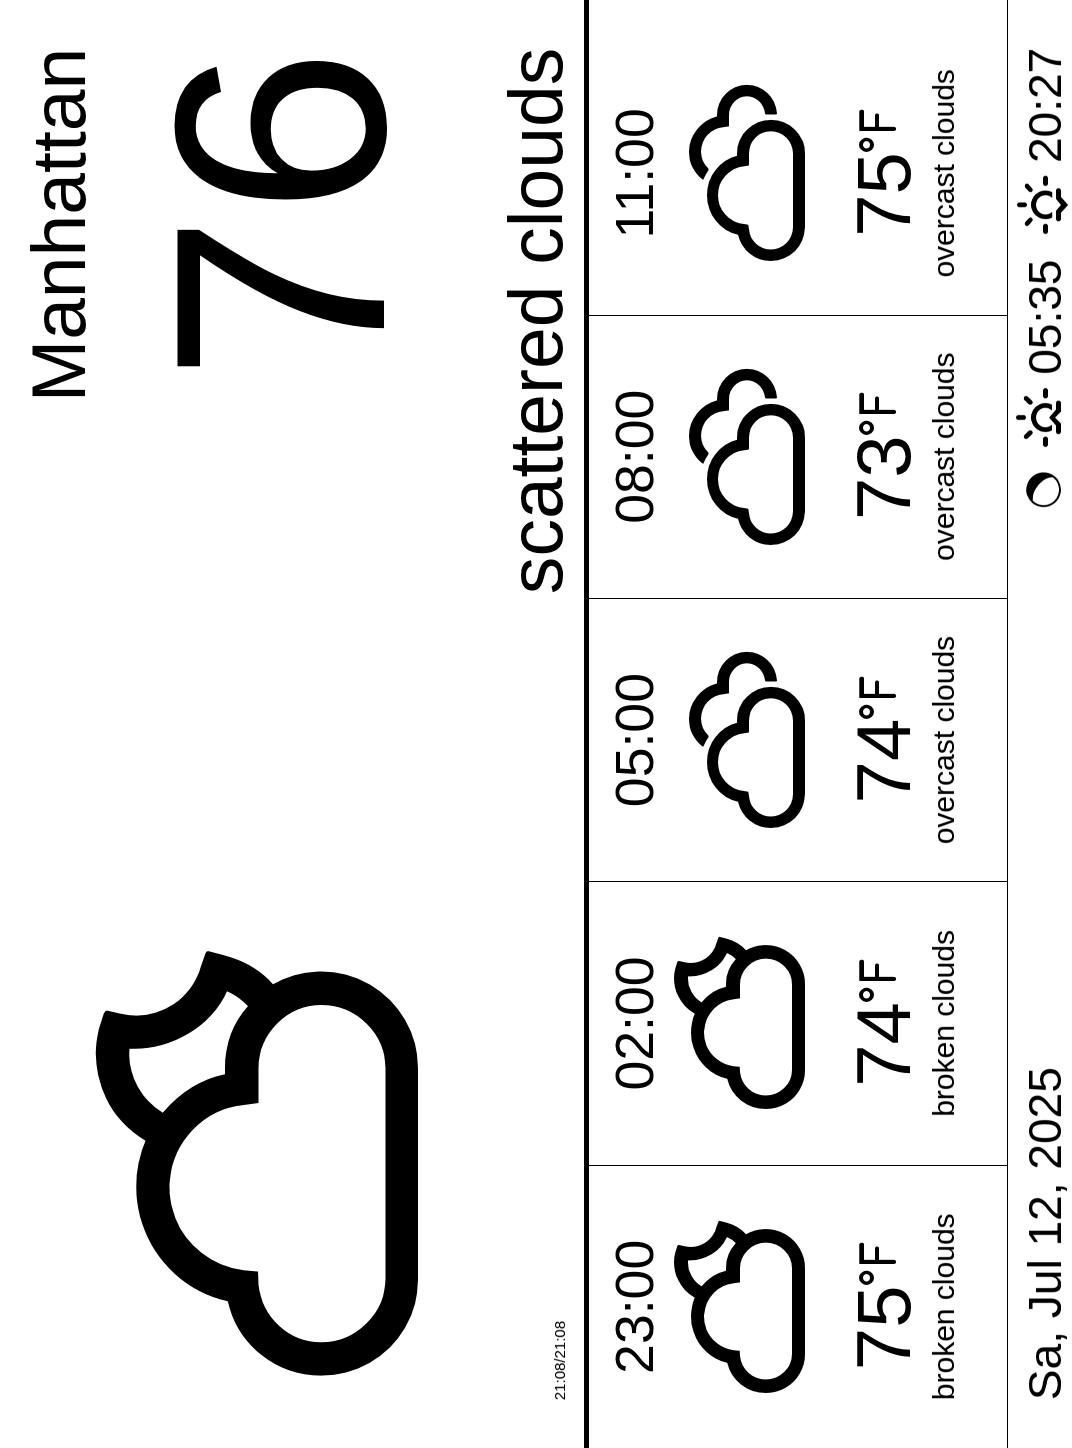 Manhattan
76
scattered clouds
21:08/21:08
23:00 02:00 05:00 08:00 11:00
75°F 74°F 74°F 73°F 75°F
broken clouds broken clouds overcast clouds overcast clouds overcast clouds
Sa, Jul 12, 2025 05:35 20:27